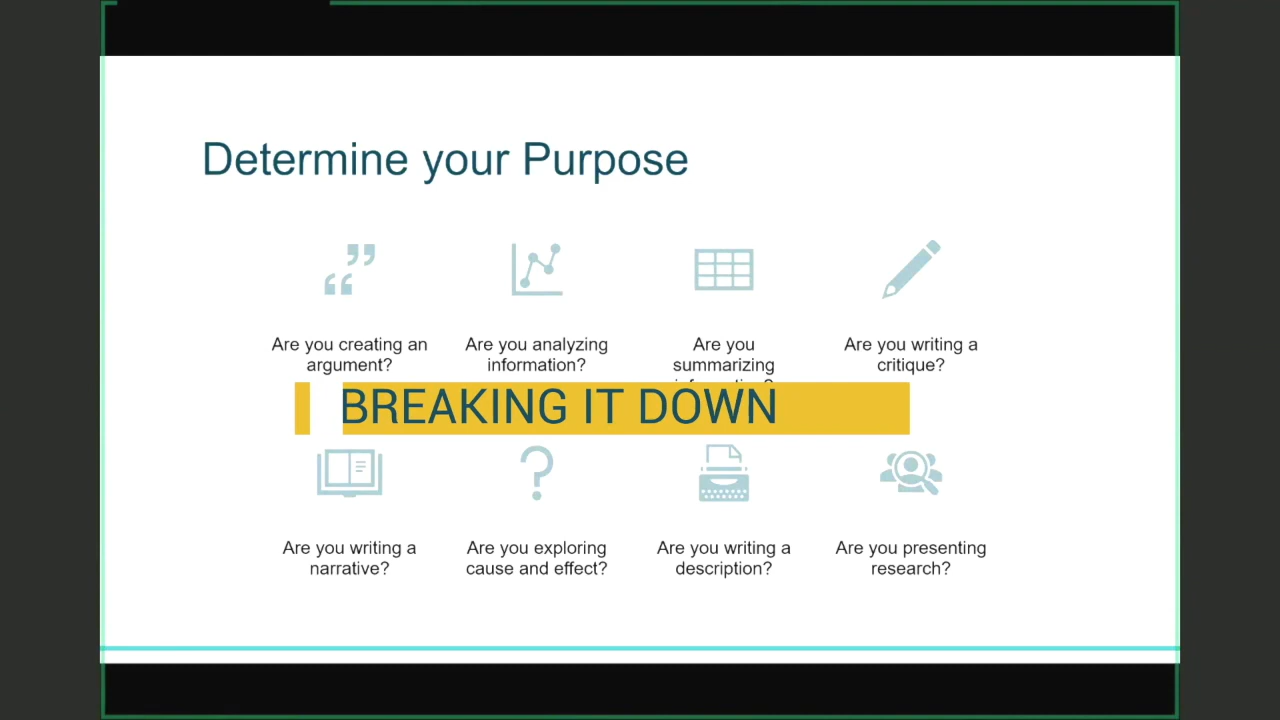 Determine your Purpose
Are you creating an
argument?
Are you analyzing
information?
Are you
summarizing
Are you writing a
critique?
BREAKING IT DOWN
Are you writing a
narrative?
Are you exploring
cause and effect?
Are you writing a
description?
Are you presenting
research?